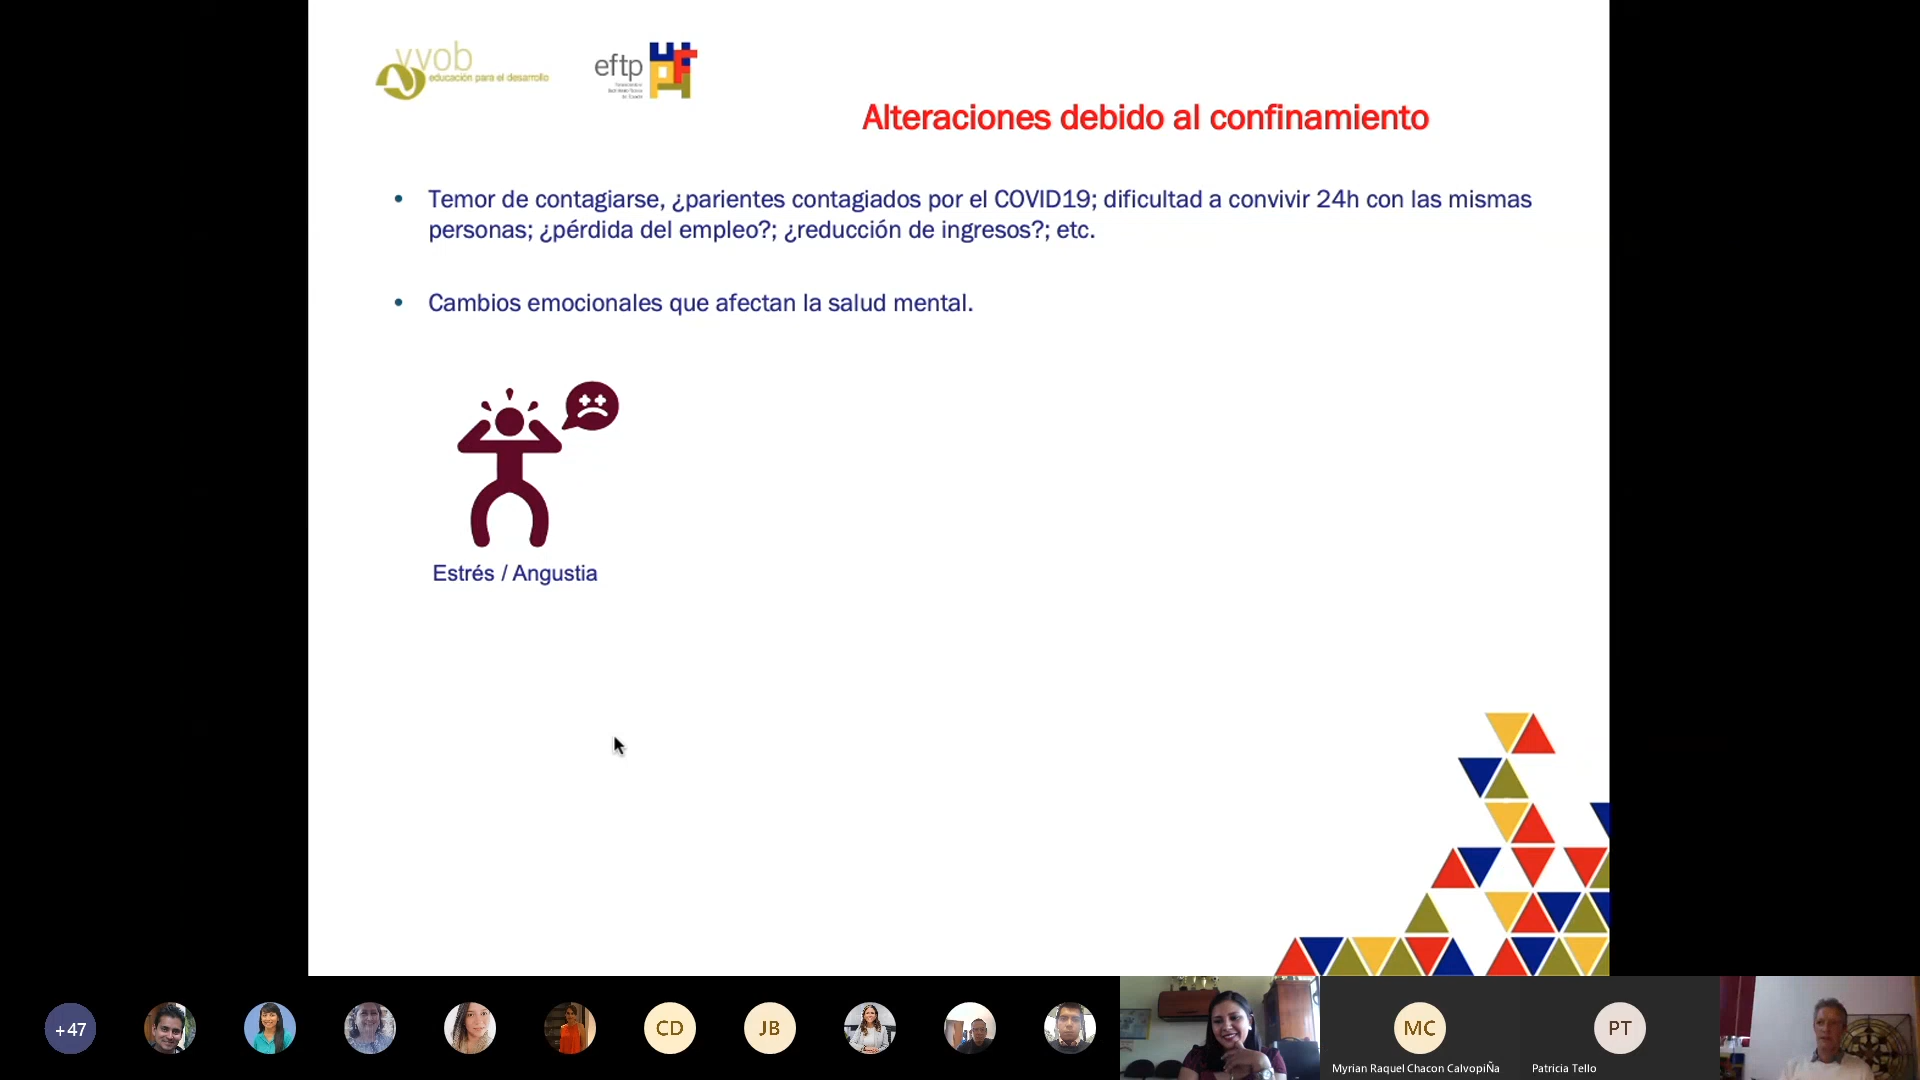 vvob
educación para el desarrollo
eftp
Alteraciones debido al confinamiento
• Temor de contagiarse, ¿parientes contagiados por el COVID19; dificultad a convivir 24h con las mismas
personas; ¿pérdida del empleo?; ¿reducción de ingresos?; etc.
• Cambios emocionales que afectan la salud mental.
Estrés / Angustia
+47
CD
JB
MC
PT
Myrian Raquel Chacon CalvopiÑa
Patricia Tello